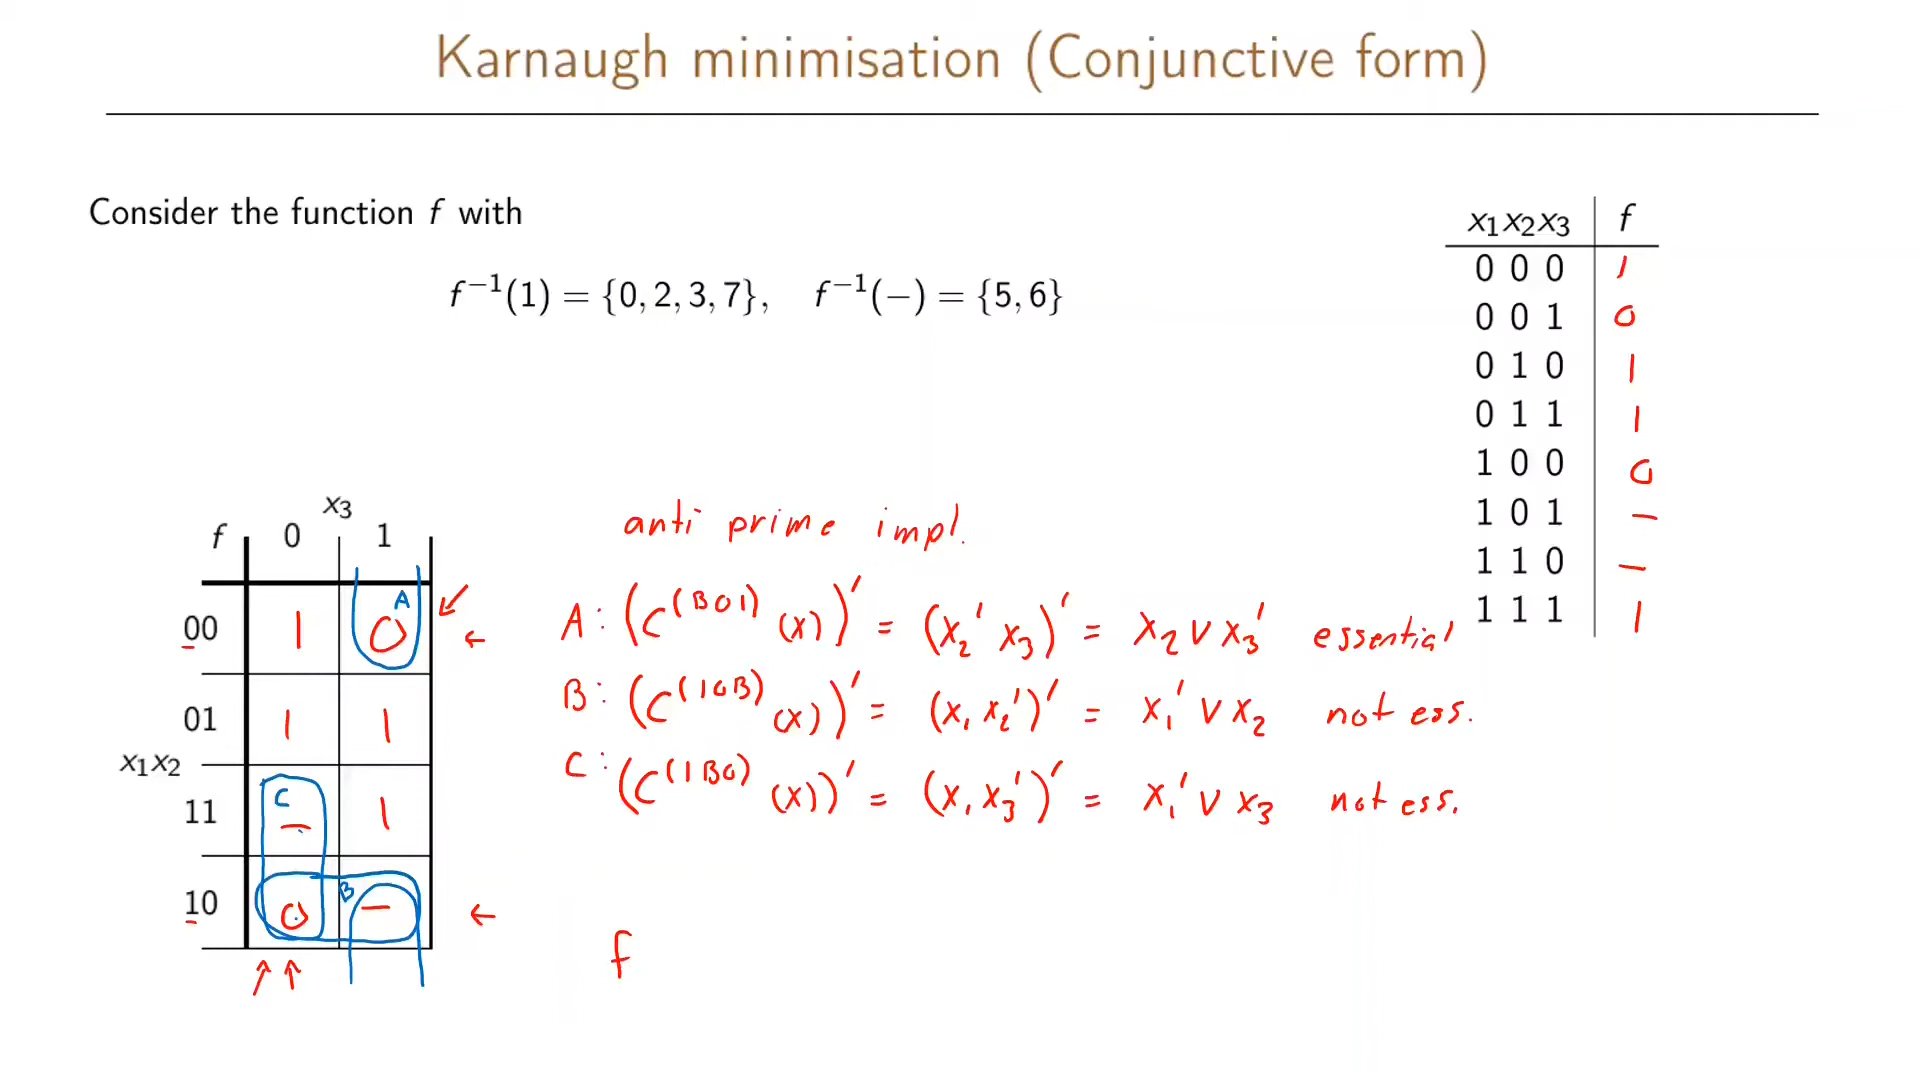 Karnaugh minimisation (Conjunctive form)
Consider the function f with
f⁻¹(1) = {0, 2, 3, 7}, f⁻¹(−) = {5, 6}
x₁x₂x₃ f
0 0 0 1
0 0 1 0
0 1 0 1
0 1 1 1
1 0 0 0
1 0 1 −
1 1 0 −
1 1 1 1
x₃
f 0 1
00 1 0 A
01 1 1
x₁x₂
11 C − 1
10 0 B −
anti prime impl.
A: (C^(B01) (x))′ = (x₂′ x₃)′ = x₂ ∨ x₃′ essential
B: (C^(10B) (x))′ = (x₁ x₂′)′ = x₁′ ∨ x₂ not ess.
C: (C^(1B0) (x))′ = (x₁ x₃′)′ = x₁′ ∨ x₃ not ess.
f